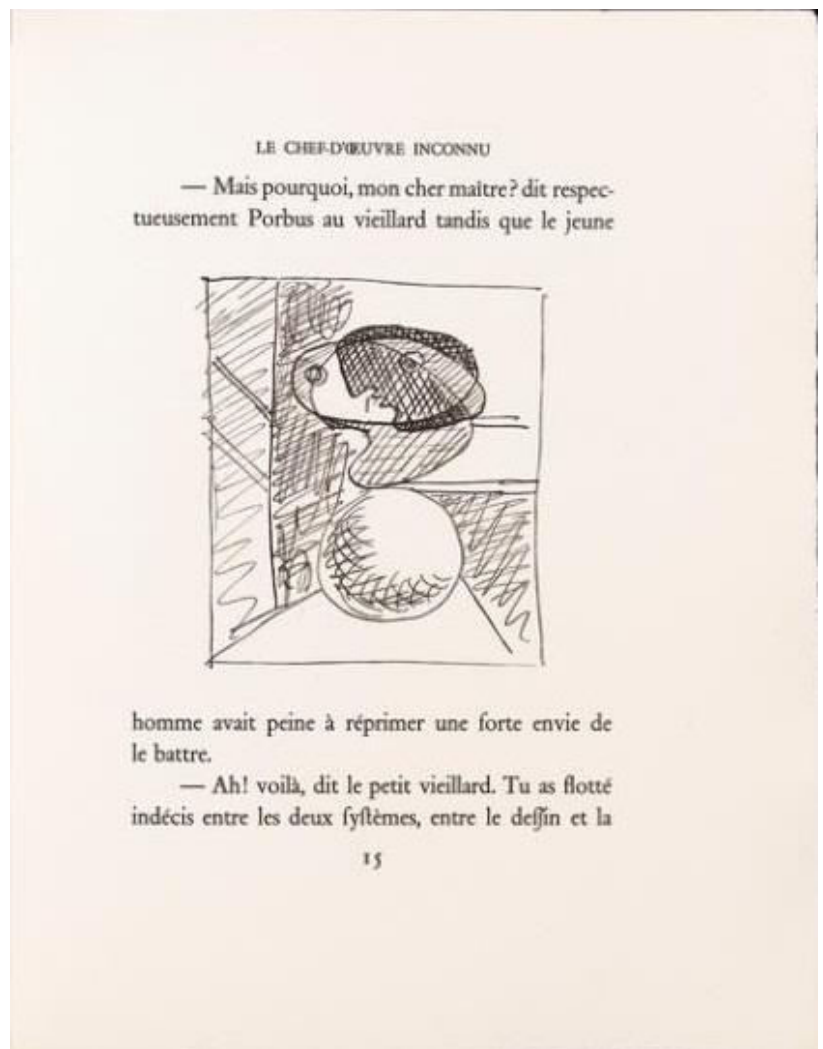 LE CHEF-D'ŒUVRE INCONNU
— Mais pourquoi, mon cher maître? dit respec-
tueusement Porbus au vieillard tandis que le jeune
homme avait peine à réprimer une forte envie de
le battre.
— Ah! voilà, dit le petit vieillard. Tu as flotté
indécis entre les deux ſyſtèmes, entre le deſſin et la
15